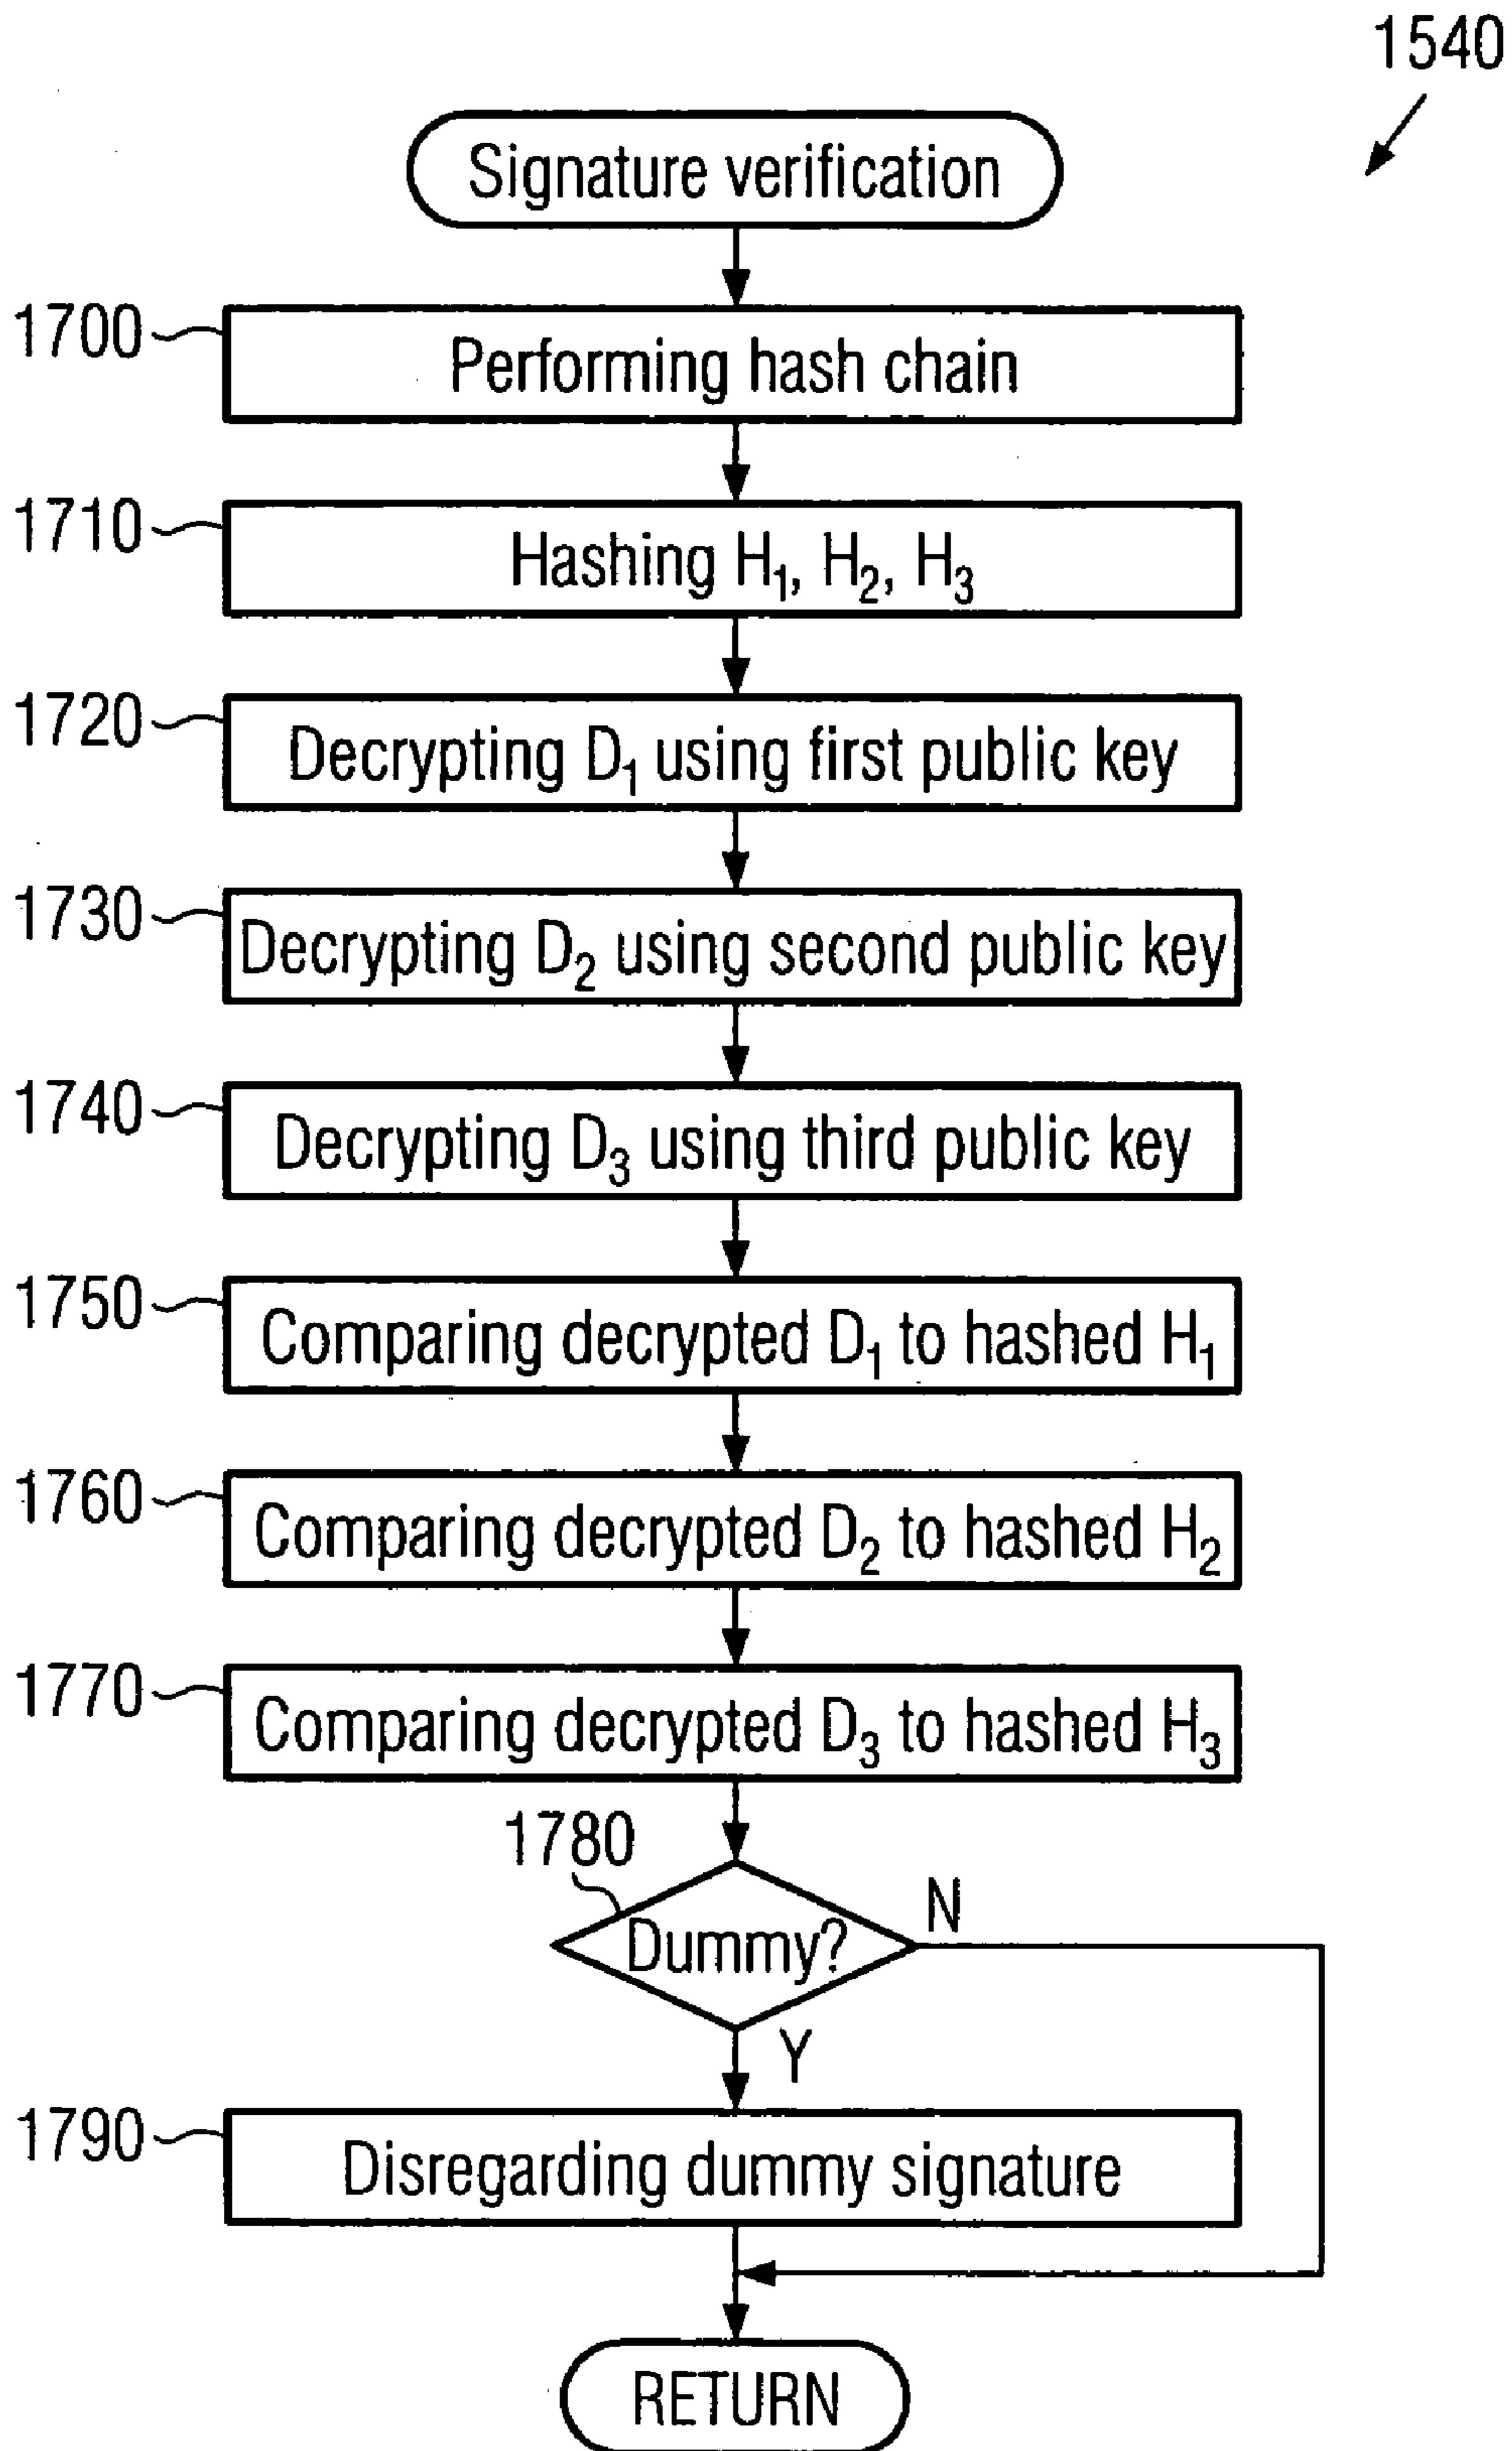 1540
Signature verification
1700
Performing hash chain
1710
Hashing H₁, H₂, H₃
1720
Decrypting D₁ using first public key
1730
Decrypting D₂ using second public key
1740
Decrypting D₃ using third public key
1750
Comparing decrypted D₁ to hashed H₁
1760
Comparing decrypted D₂ to hashed H₂
1770
Comparing decrypted D₃ to hashed H₃
1780
Dummy?
N
Y
1790
Disregarding dummy signature
RETURN